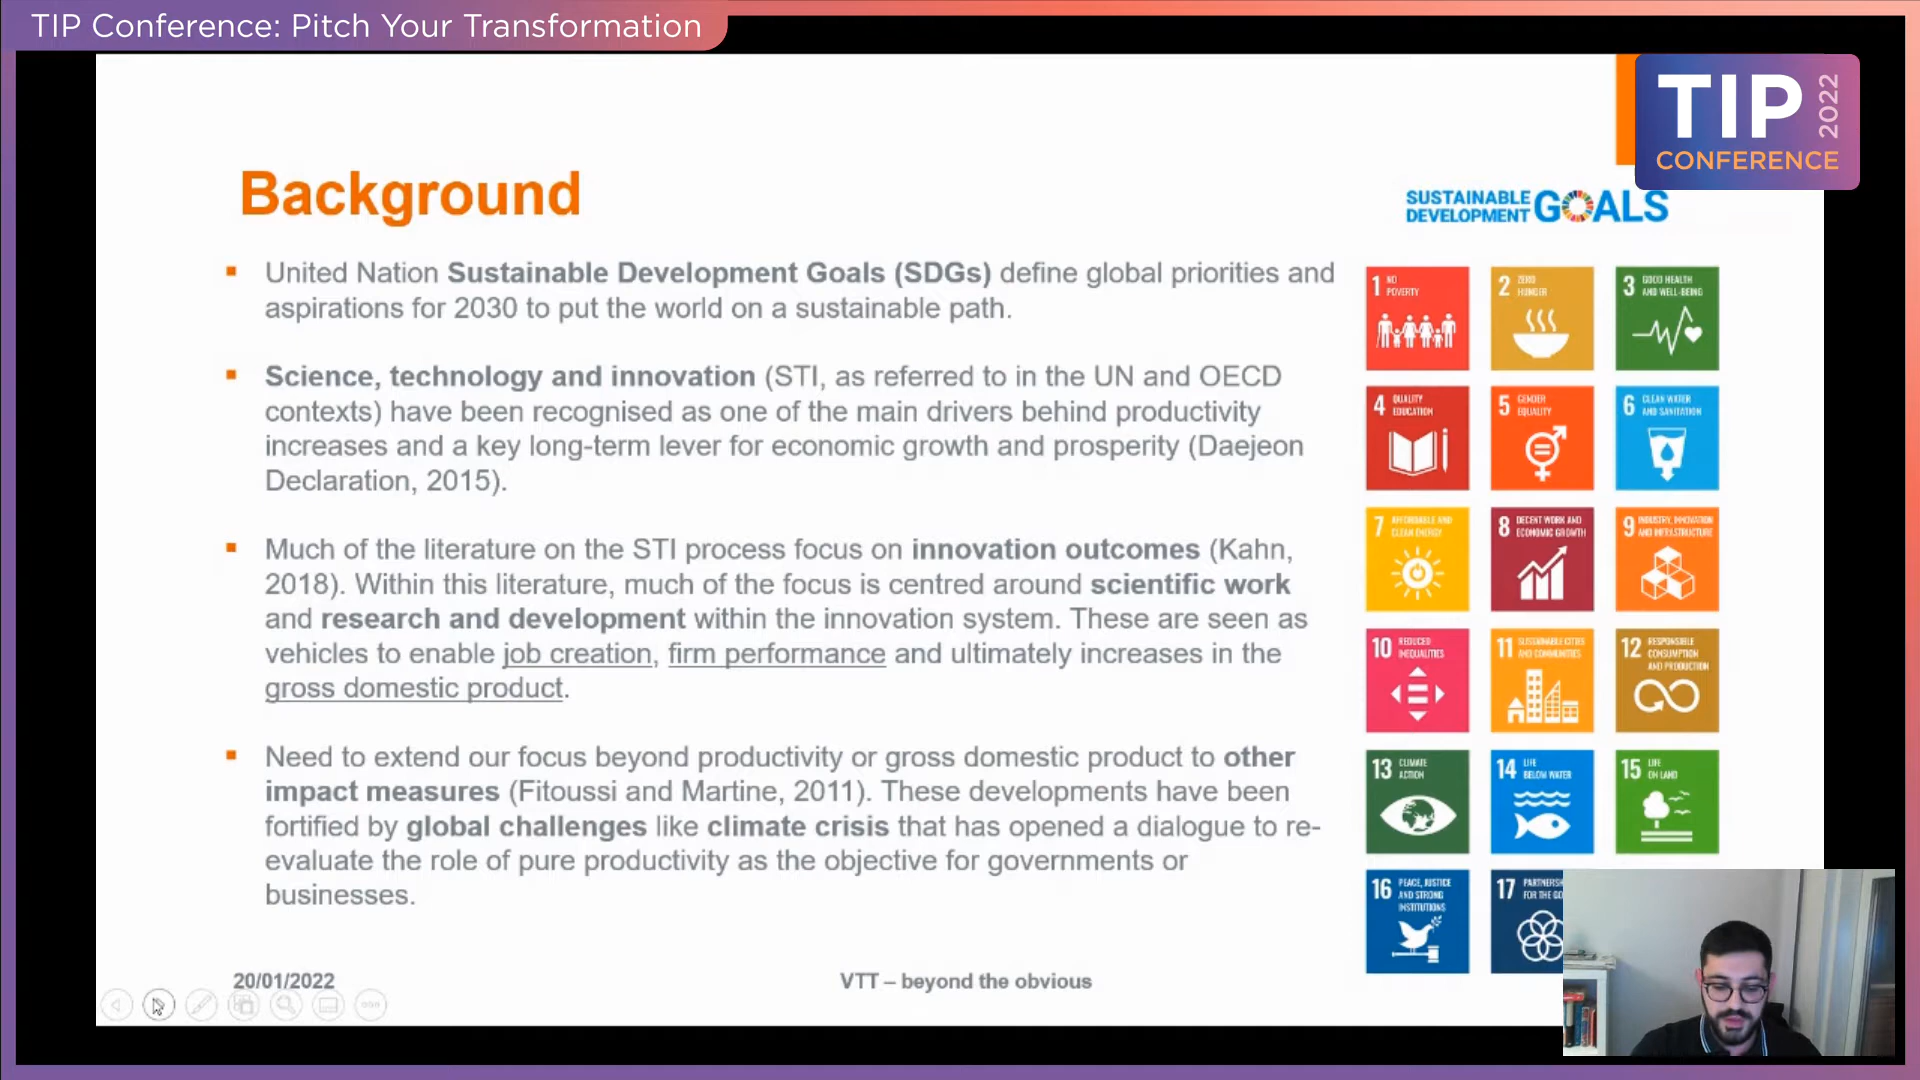 TIP Conference: Pitch Your Transformation
TIP 2022
CONFERENCE
Background
SUSTAINABLE
DEVELOPMENT GOALS
United Nation Sustainable Development Goals (SDGs) define global priorities and
aspirations for 2030 to put the world on a sustainable path.
Science, technology and innovation (STI, as referred to in the UN and OECD
contexts) have been recognised as one of the main drivers behind productivity
increases and a key long-term lever for economic growth and prosperity (Daejeon
Declaration, 2015).
Much of the literature on the STI process focus on innovation outcomes (Kahn,
2018). Within this literature, much of the focus is centred around scientific work
and research and development within the innovation system. These are seen as
vehicles to enable job creation, firm performance and ultimately increases in the
gross domestic product.
Need to extend our focus beyond productivity or gross domestic product to other
impact measures (Fitoussi and Martine, 2011). These developments have been
fortified by global challenges like climate crisis that has opened a dialogue to re-
evaluate the role of pure productivity as the objective for governments or
businesses.
1 NO
POVERTY
2 ZERO
HUNGER
3 GOOD HEALTH
AND WELL-BEING
4 QUALITY
EDUCATION
5 GENDER
EQUALITY
6 CLEAN WATER
AND SANITATION
7 AFFORDABLE AND
CLEAN ENERGY
8 DECENT WORK AND
ECONOMIC GROWTH
9 INDUSTRY, INNOVATION
AND INFRASTRUCTURE
10 REDUCED
INEQUALITIES
11 SUSTAINABLE CITIES
AND COMMUNITIES
12 RESPONSIBLE
CONSUMPTION
AND PRODUCTION
13 CLIMATE
ACTION
14 LIFE
BELOW WATER
15 LIFE
ON LAND
16 PEACE, JUSTICE
AND STRONG
INSTITUTIONS
17 PARTNERSH
FOR THE GO
20/01/2022
VTT – beyond the obvious